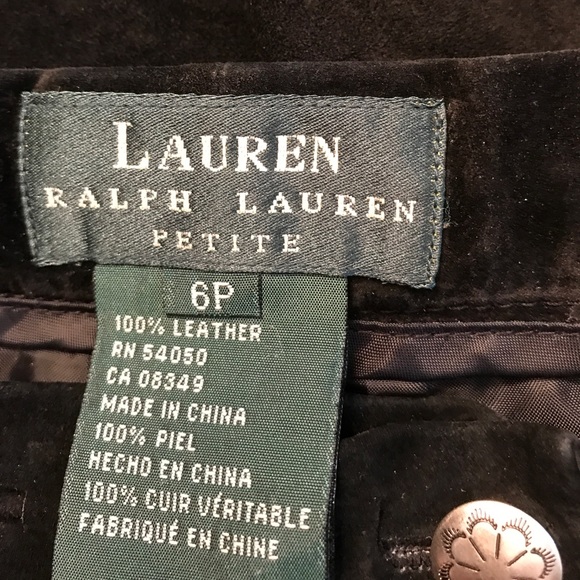 LAUREN
RALPH LAUREN
PETITE
6P
100% LEATHER
RN 54050
CA 08349
MADE IN CHINA
100% PIEL
HECHO EN CHINA
100% CUIR VÉRITABLE
FABRIQUÉ EN CHINE